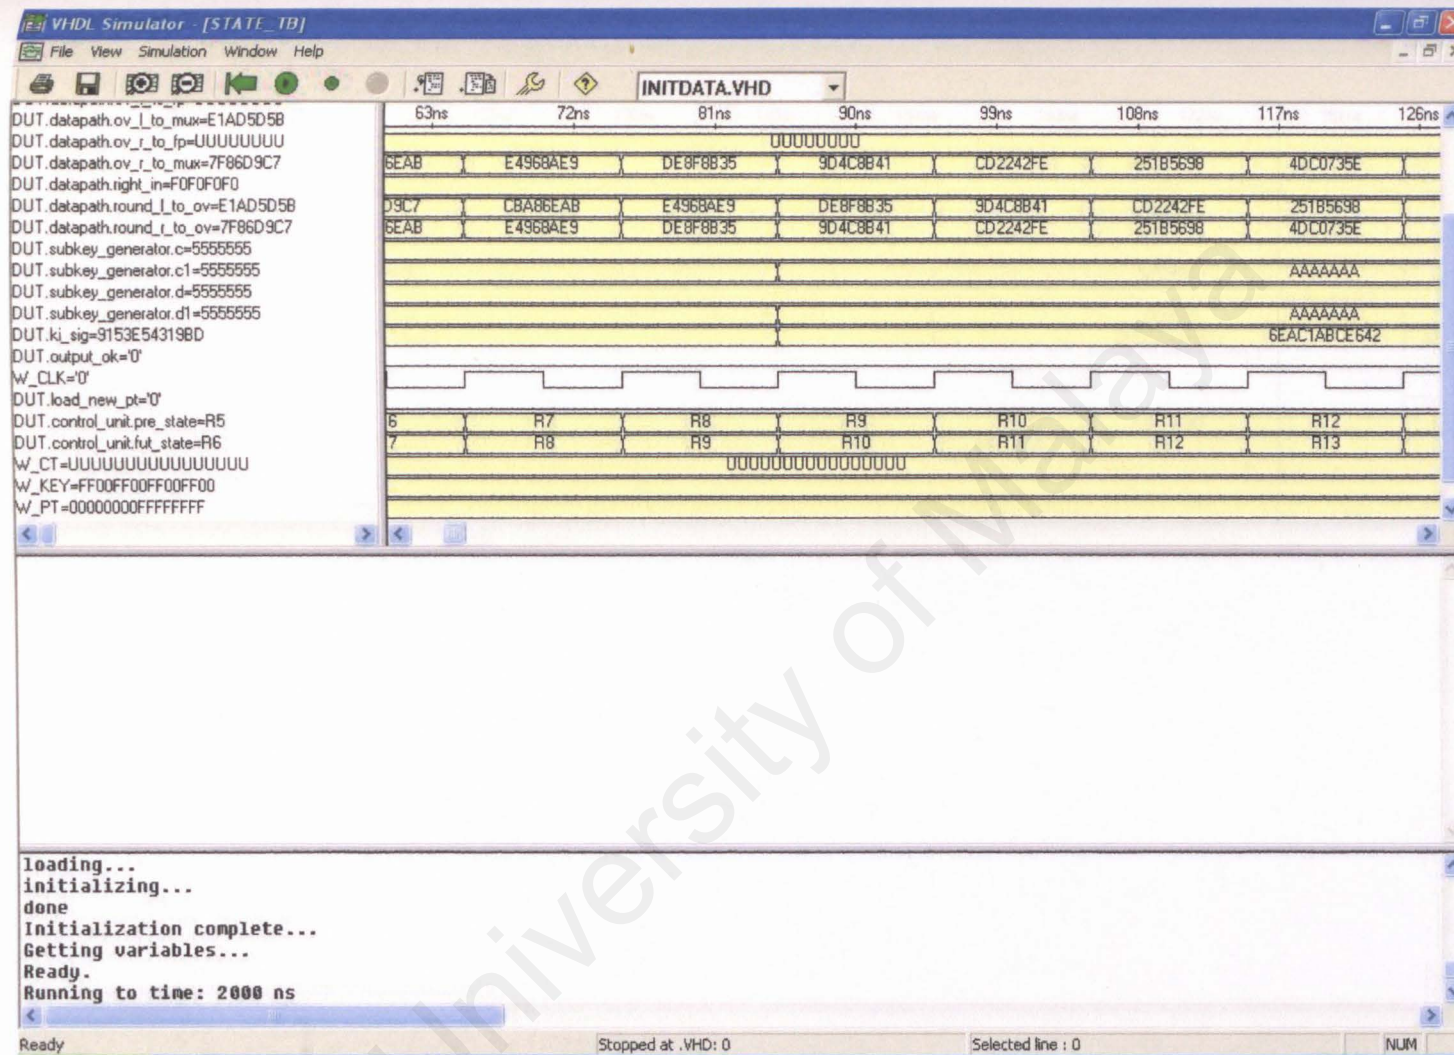 VHDL Simulator - [STATE_TB]
File View Simulation Window Help
INITDATA.VHD
63ns 72ns 81ns 90ns 99ns 108ns 117ns 126ns
DUT.datapath.ov_l_to_mux=E1AD5D5B
DUT.datapath.ov_r_to_fp=UUUUUUUU UUUUUUUU
DUT.datapath.ov_r_to_mux=7F86D9C7 6EAB E4968AE9 DE8F8B35 9D4C8B41 CD2242FE 251B5698 4DC0735E
DUT.datapath.right_in=F0F0F0F0
DUT.datapath.round_l_to_ov=E1AD5D5B D9C7 CBA86EAB E4968AE9 DE8F8B35 9D4C8B41 CD2242FE 251B5698
DUT.datapath.round_r_to_ov=7F86D9C7 6EAB E4968AE9 DE8F8B35 9D4C8B41 CD2242FE 251B5698 4DC0735E
DUT.subkey_generator.c=5555555
DUT.subkey_generator.c1=5555555 AAAAAAA
DUT.subkey_generator.d=5555555
DUT.subkey_generator.d1=5555555 AAAAAAA
DUT.ki_sig=9153E54319BD 6EAC1ABCE642
DUT.output_ok='0'
W_CLK='0'
DUT.load_new_pt='0'
DUT.control_unit.pre_state=R5 6 R7 R8 R9 R10 R11 R12
DUT.control_unit.fut_state=R6 7 R8 R9 R10 R11 R12 R13
W_CT=UUUUUUUUUUUUUUUU UUUUUUUUUUUUUUUU
W_KEY=FF00FF00FF00FF00
W_PT=00000000FFFFFFFF
loading...
initializing...
done
Initialization complete...
Getting variables...
Ready.
Running to time: 2000 ns
Ready Stopped at .VHD: 0 Selected line : 0 NUM
University of Malaya